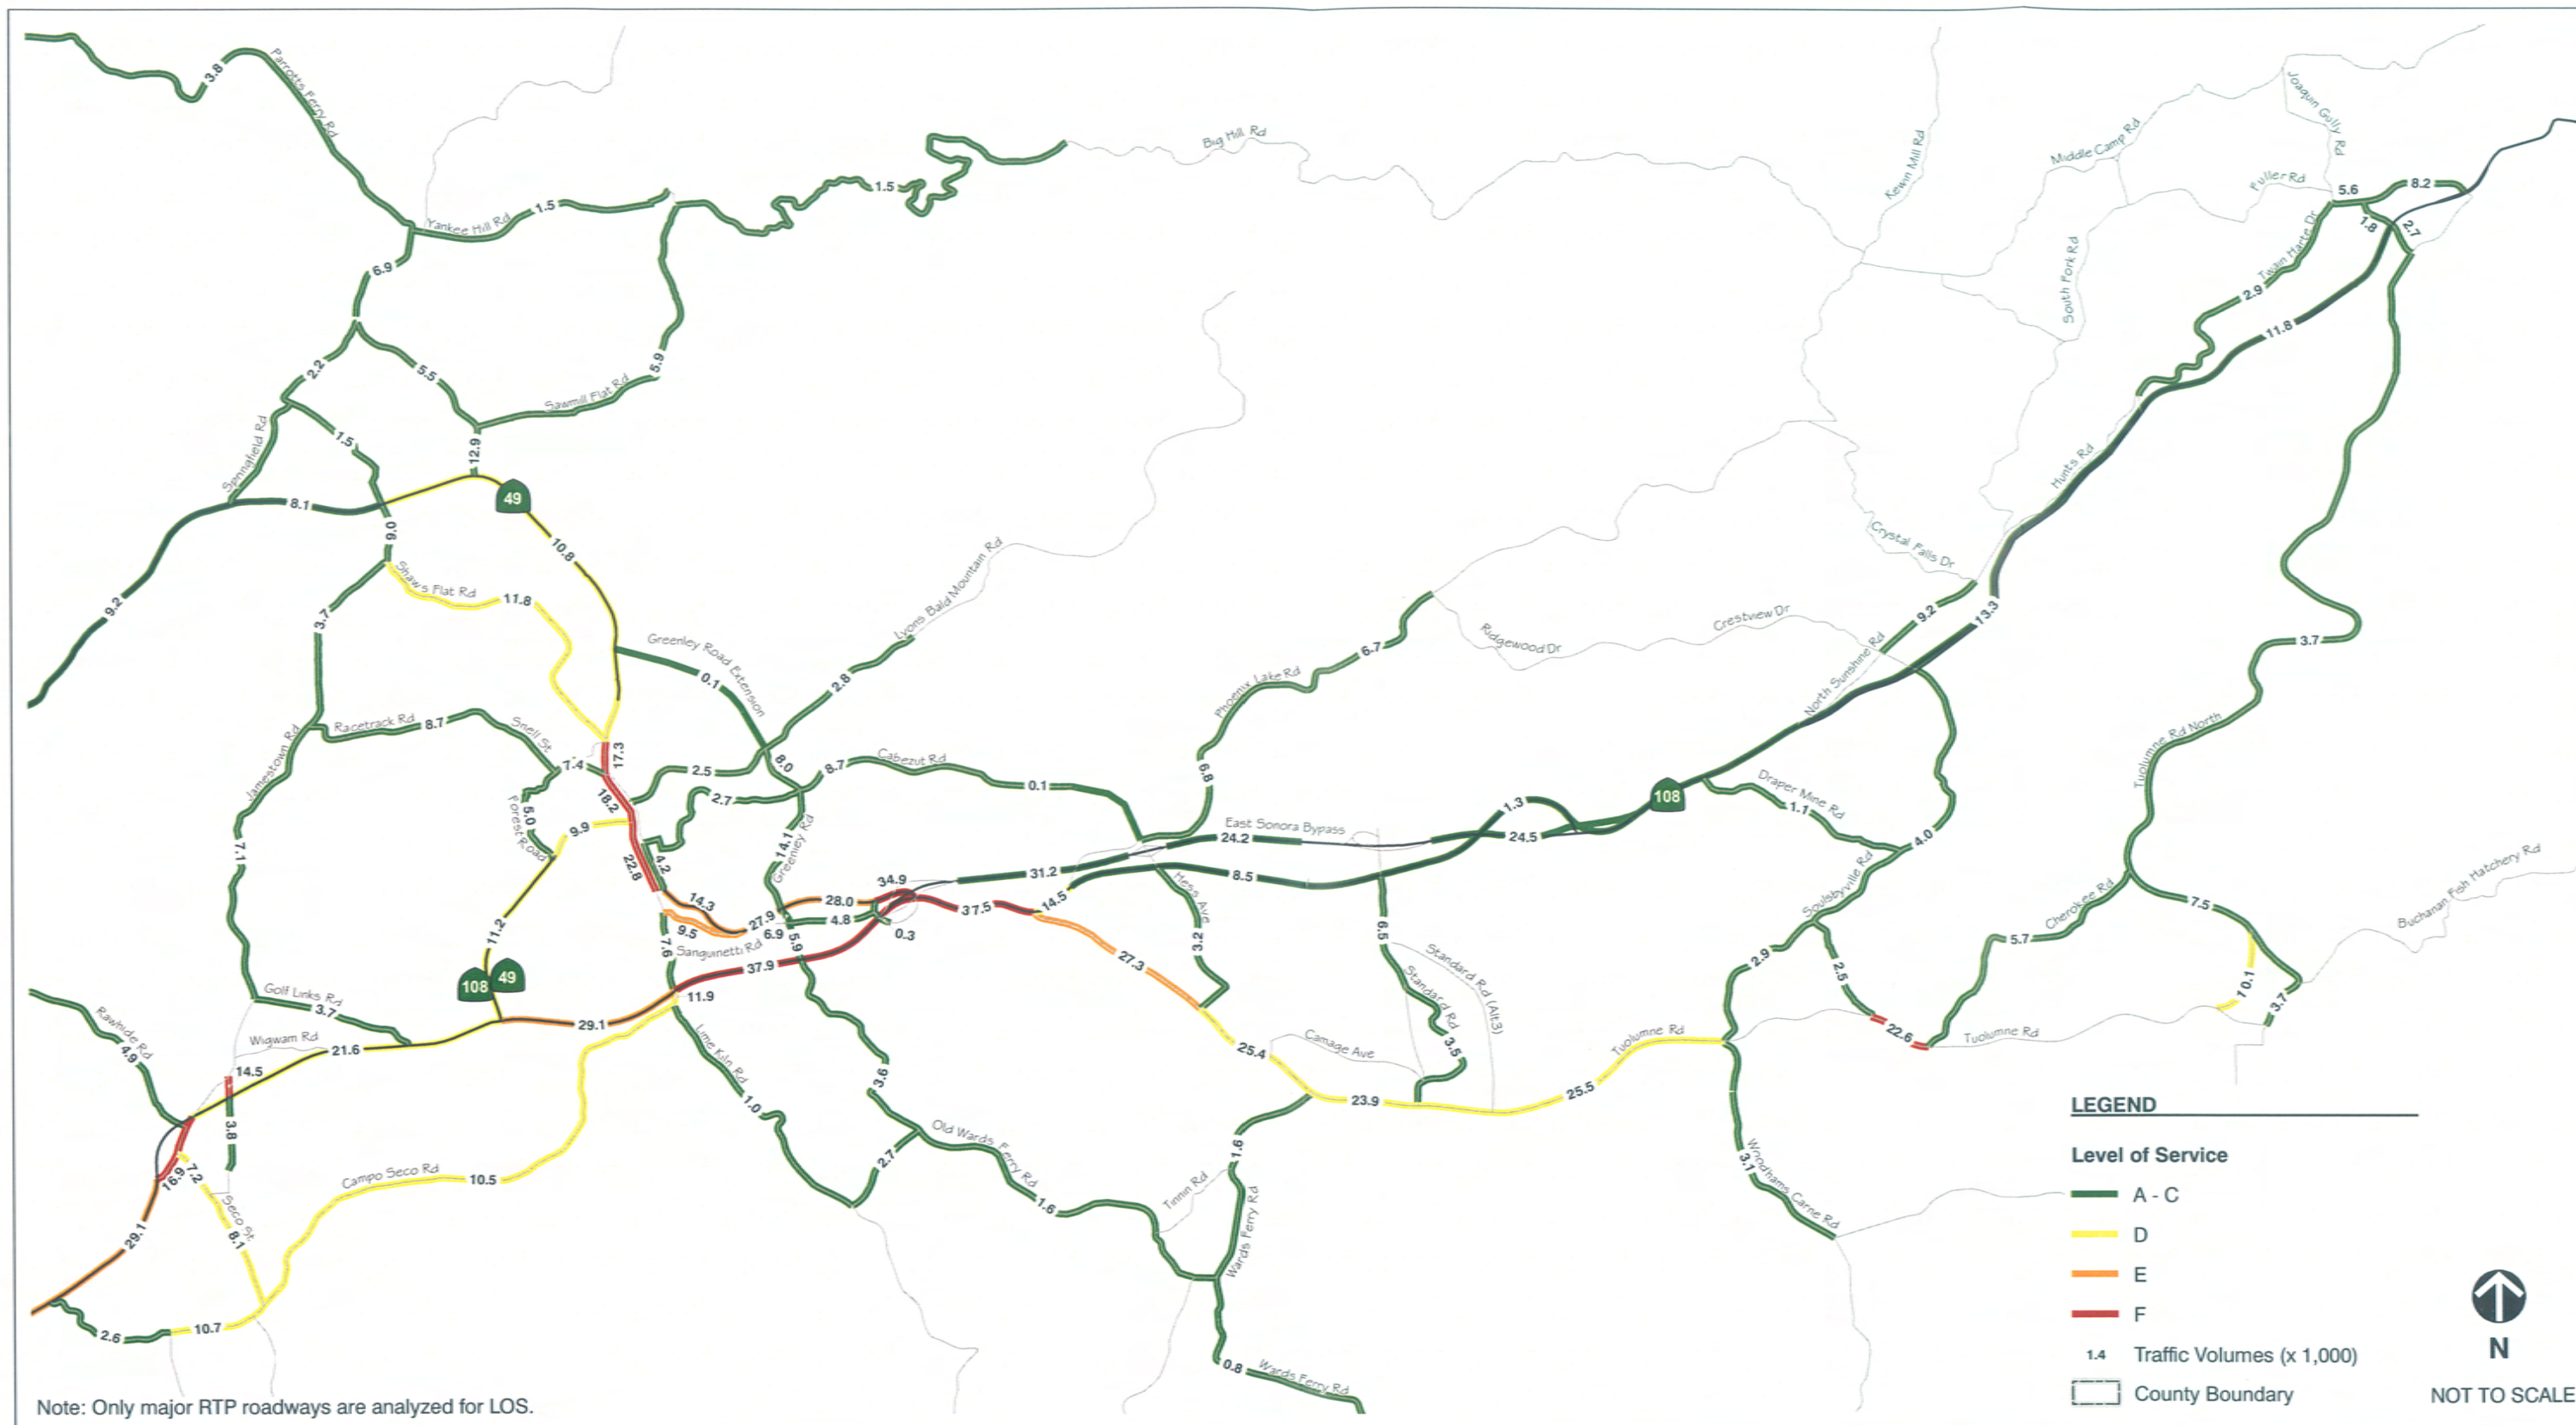 3.8
Parrotts Ferry Rd
Big Hill Rd
1.5
Yankee Hill Rd
1.5
6.9
Kewin Mill Rd
Middle Camp Rd
Joaquin Gully Rd
Fuller Rd
5.6
8.2
1.8
2.7
Twain Harte Dr
South Fork Rd
2.9
11.8
2.2
5.5
5.9
Sawmill Flat Rd
Springfield Rd
1.5
12.9
8.1
49
9.0
10.8
Hunts Rd
9.2
Shaw's Flat Rd
11.8
Lyons Bald Mountain Rd
Crystal Falls Dr
3.7
Greenley Road Extension
0.1
2.8
6.7
Ridgewood Dr
Crestview Dr
9.2
13.3
North Sunshine Rd
3.7
Phoenix Lake Rd
Jamestown Rd
Racetrack Rd
8.7
Snell St
7.4
17.3
2.5
8.0
8.7
Cabezut Rd
0.1
6.8
Tuolumne Rd North
18.2
2.7
5.0
Forest Road
9.9
14.1
Greenley Rd
East Sonora Bypass
24.2
1.3
24.5
108
Draper Mine Rd
1.1
4.0
7.1
22.8
4.2
34.9
31.2
8.5
Hess Ave
3.2
14.3
27.9
28.0
4.8
37.5
14.5
9.5
6.9
5.9
0.3
11.2
7.6
Sanguinetti Rd
37.9
27.3
6.5
Standard Rd
Standard Rd (Alt3)
3.5
Soulsbyville Rd
2.9
2.5
Cherokee Rd
5.7
7.5
10.1
3.7
Buchanan Fish Hatchery Rd
108
49
Golf Links Rd
3.7
29.1
11.9
Rawhide Rd
4.9
Wigwam Rd
21.6
14.5
3.8
Lime Kiln Rd
1.0
3.6
25.4
Camage Ave
23.9
25.5
Tuolumne Rd
22.6
Tuolumne Rd
16.9
7.2
Seco St
8.1
29.1
Campo Seco Rd
10.5
2.7
Old Wards Ferry Rd
1.6
Tinnin Rd
1.6
Wards Ferry Rd
3.1
Woodhams Carne Rd
2.6
10.7
0.8
Wards Ferry Rd
LEGEND
Level of Service
A - C
D
E
F
1.4 Traffic Volumes (x 1,000)
County Boundary
N
NOT TO SCALE
Note: Only major RTP roadways are analyzed for LOS.